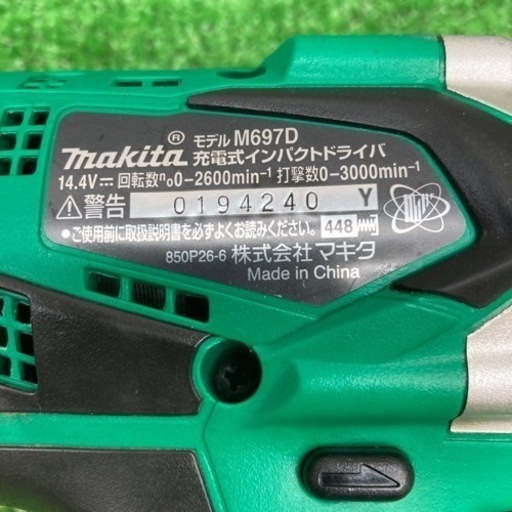 ® モデル M697D
makita 充電式インパクトドライバ
14.4V⎓ 回転数n₀0-2600min⁻¹ 打撃数0-3000min⁻¹
⚠警告 0194240 Y
●ご使用前に取扱説明書を必ずよくお読みください。 448
850P26-6 株式会社 マキタ
Made in China